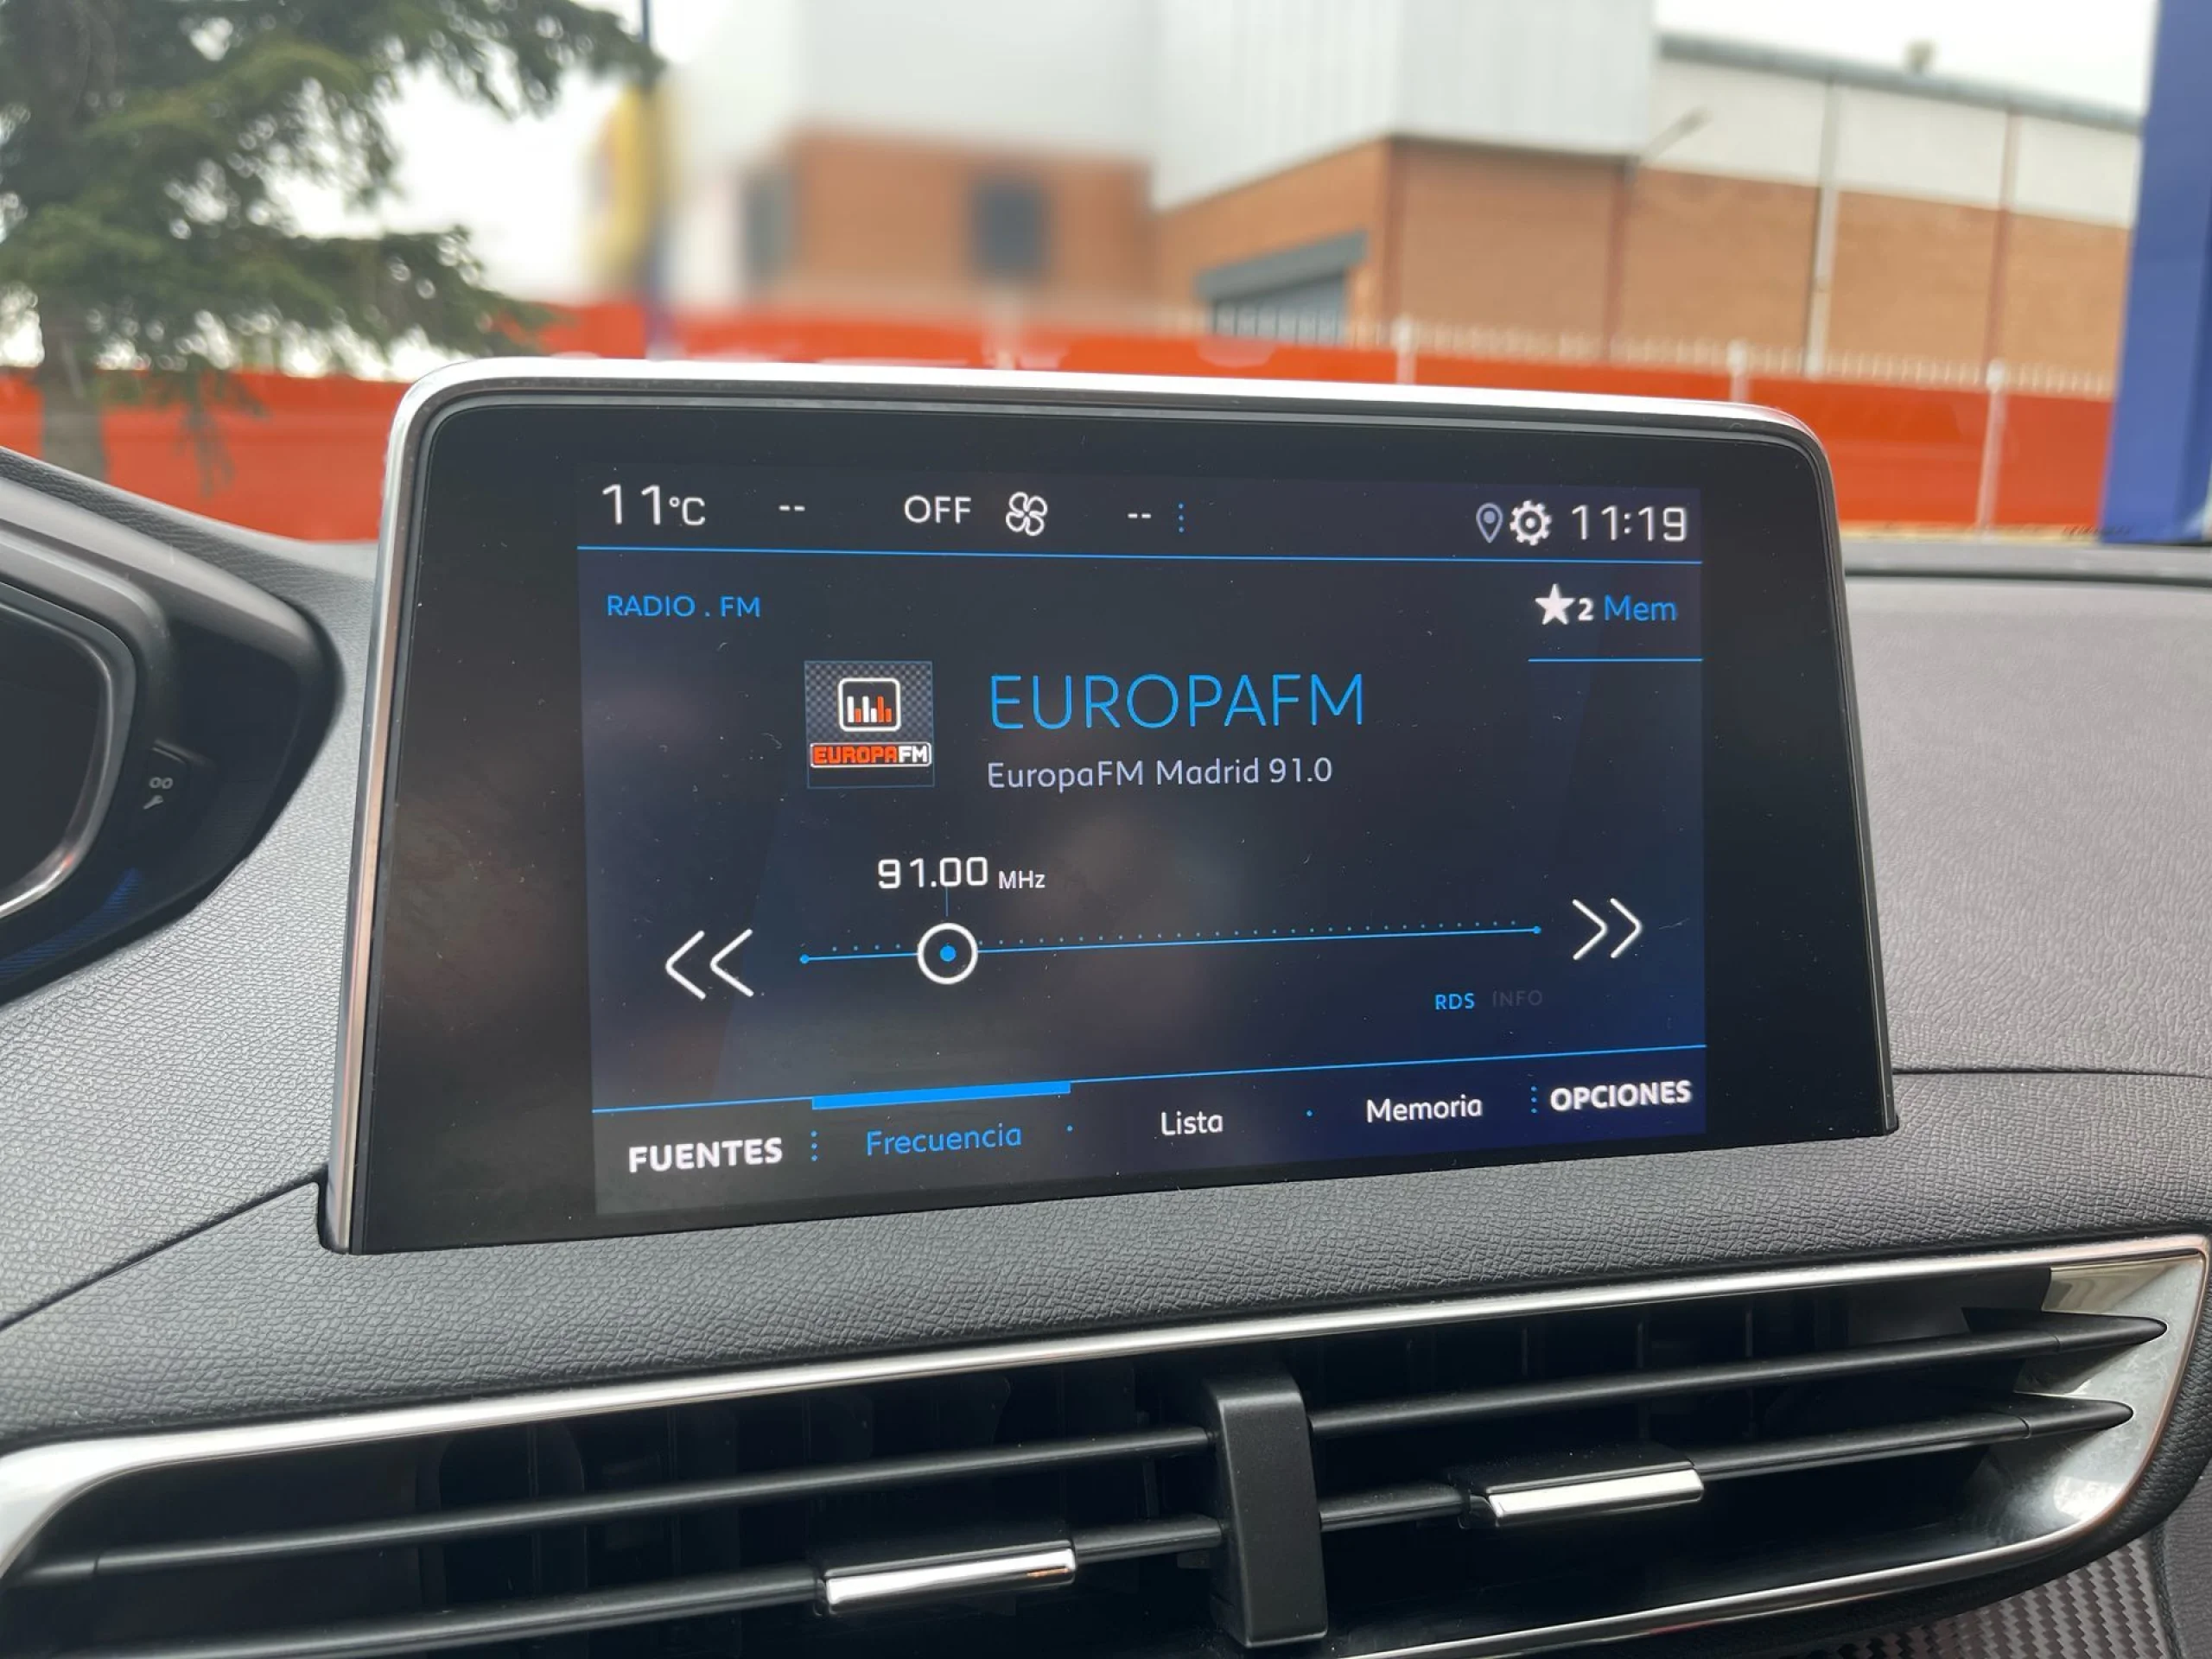 11°C -- OFF -- 11:19
RADIO . FM
2 Mem
EUROPAFM
EUROPAFM
EuropaFM Madrid 91.0
91.00 MHz
RDS INFO
FUENTES Frecuencia Lista Memoria OPCIONES